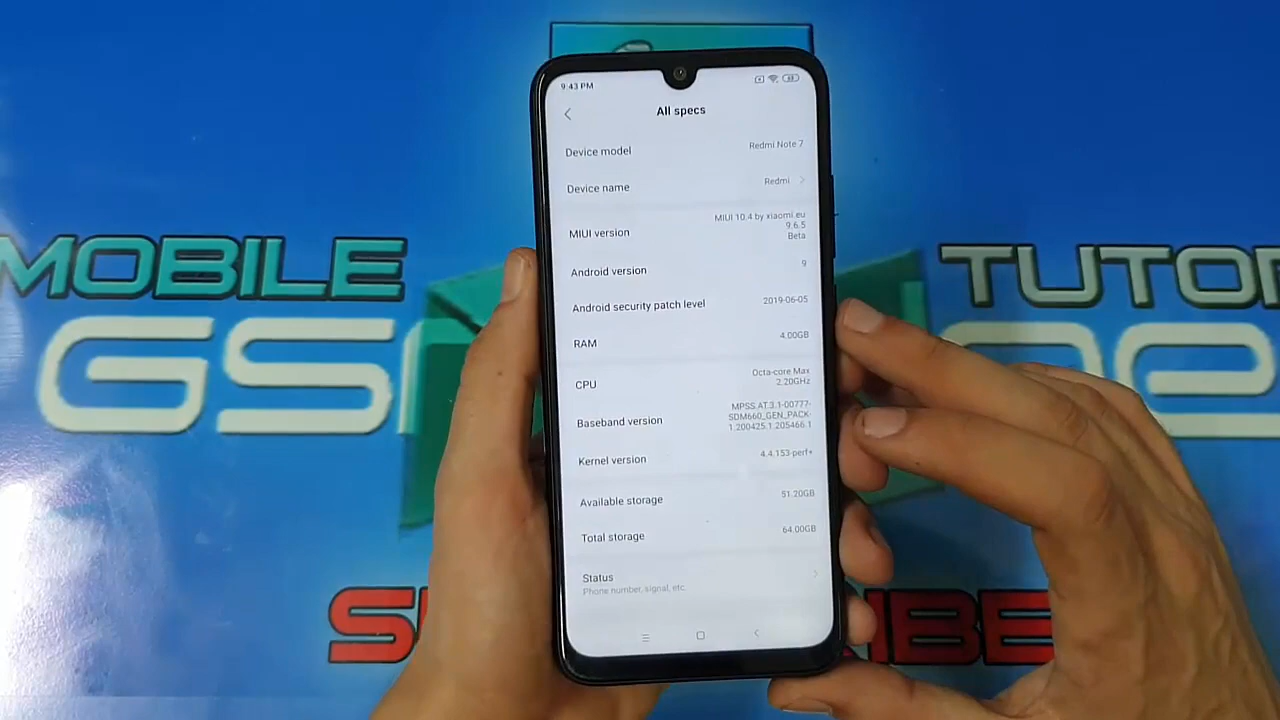 9:43 PM
All specs
Device model
Redmi Note 7
Device name
Redmi
MIUI version
MIUI 10.4 by xiaomi.eu
9.6.5
Beta
Android version
9
Android security patch level
2019-06-05
RAM
4.00GB
CPU
Octa-core Max
2.20GHz
Baseband version
MPSS.AT.3.1-00777-
SDM660_GEN_PACK-
1.200425.1.205466.1
Kernel version
4.4.153-perf+
Available storage
51.20GB
Total storage
64.00GB
Status
Phone number, signal, etc.
MOBILE
TUTOR
GS